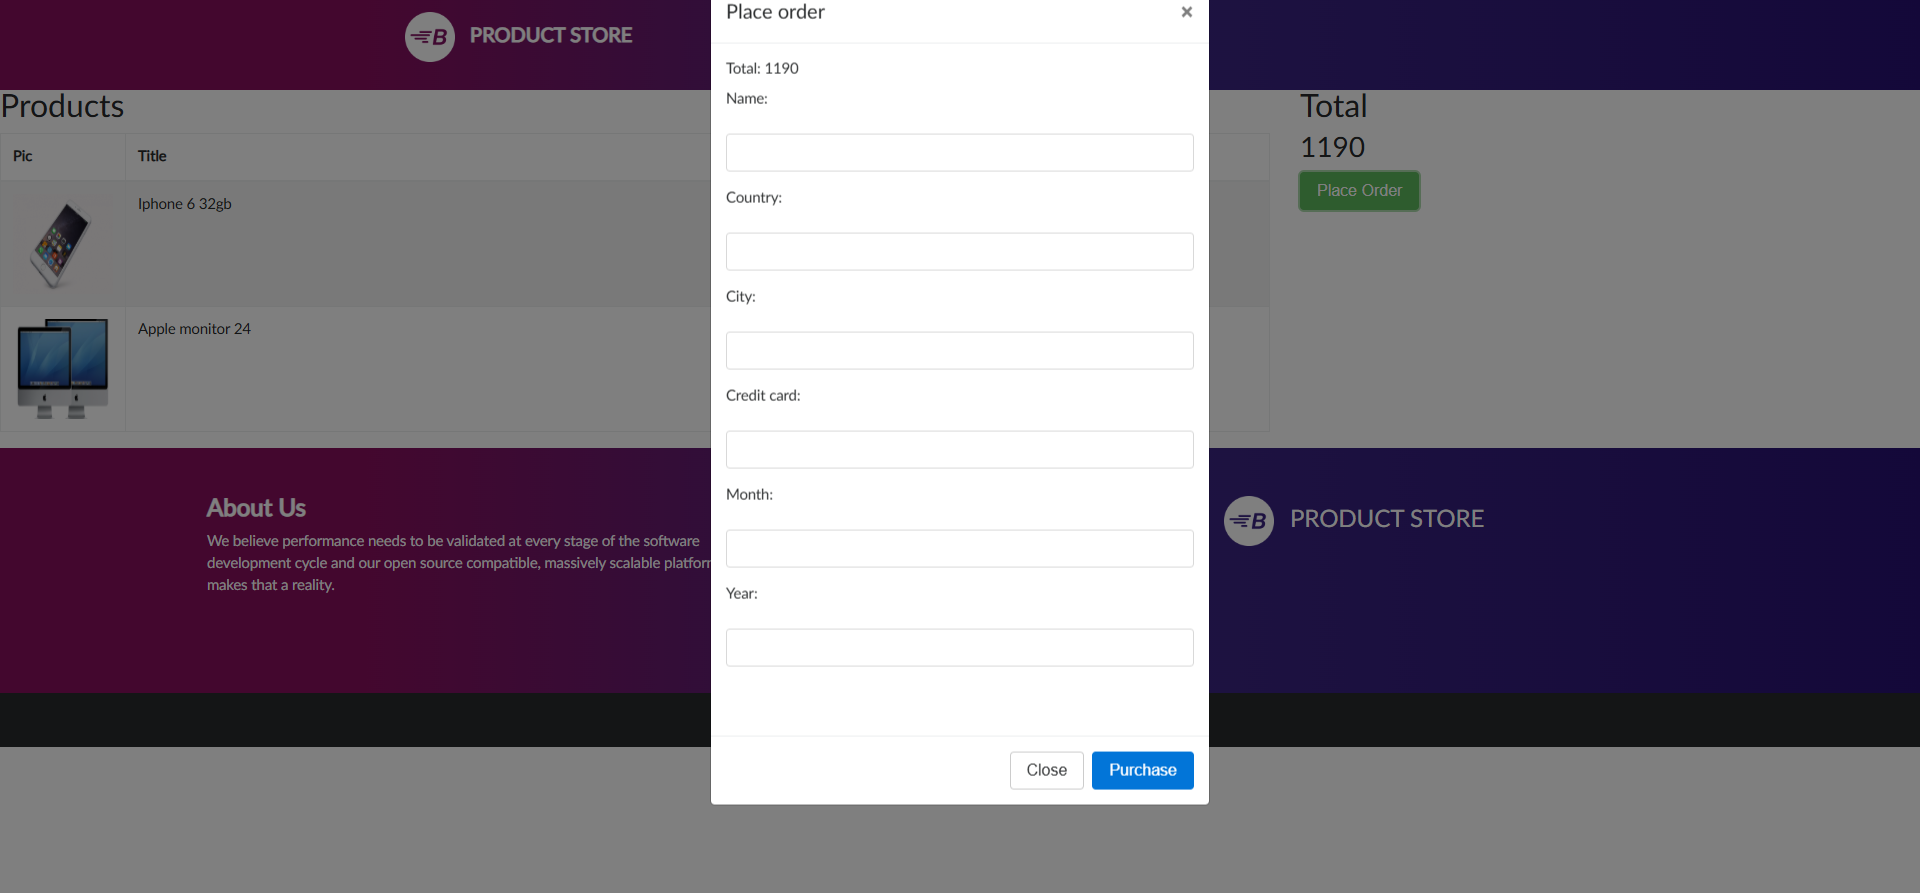 B PRODUCT STORE
Place order ×
Total: 1190
Name:
Country:
City:
Credit card:
Month:
Year:
Close Purchase
Products
Pic Title
Iphone 6 32gb
Apple monitor 24
Total
1190
Place Order
About Us
We believe performance needs to be validated at every stage of the software
development cycle and our open source compatible, massively scalable platfor
makes that a reality.
B PRODUCT STORE